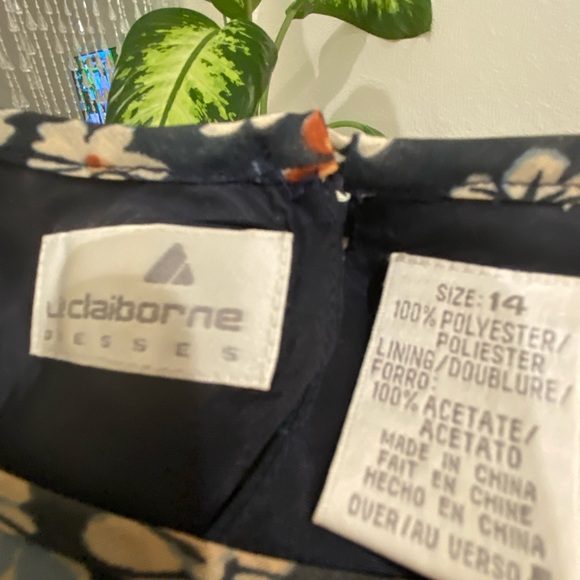 liz claiborne
DRESSES
SIZE: 14
100% POLYESTER/
POLIESTER
LINING/DOUBLURE/
FORRO:
100% ACETATE/
ACETATO
MADE IN CHINA
FAIT EN CHINE
HECHO EN CHINA
OVER/AU VERSO